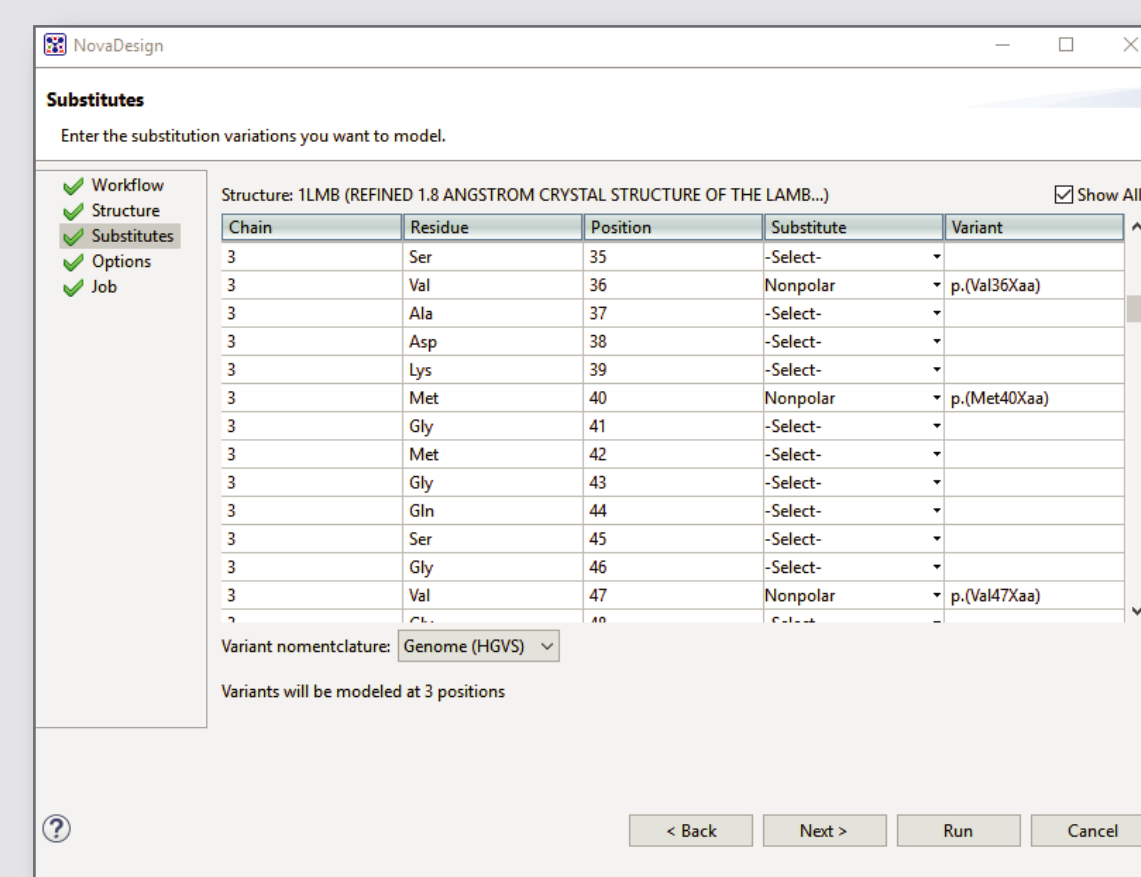 NovaDesign
Substitutes
Enter the substitution variations you want to model.
Workflow
Structure
Substitutes
Options
Job
Structure: 1LMB (REFINED 1.8 ANGSTROM CRYSTAL STRUCTURE OF THE LAMB...)
Show All
Chain Residue Position Substitute Variant
3 Ser 35 -Select-
3 Val 36 Nonpolar p.(Val36Xaa)
3 Ala 37 -Select-
3 Asp 38 -Select-
3 Lys 39 -Select-
3 Met 40 Nonpolar p.(Met40Xaa)
3 Gly 41 -Select-
3 Met 42 -Select-
3 Gly 43 -Select-
3 Gln 44 -Select-
3 Ser 45 -Select-
3 Gly 46 -Select-
3 Val 47 Nonpolar p.(Val47Xaa)
Variant nomentclature: Genome (HGVS)
Variants will be modeled at 3 positions
?
< Back Next > Run Cancel